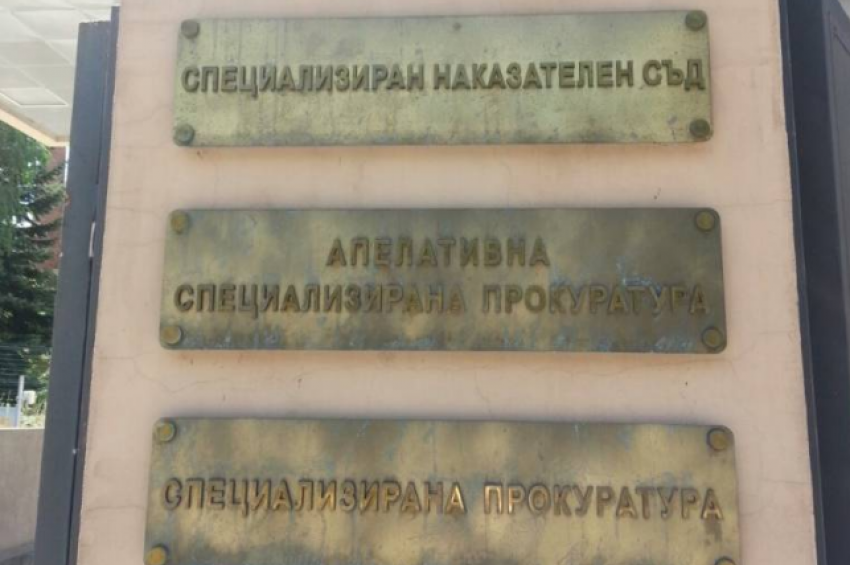 СПЕЦИАЛИЗИРАН НАКАЗАТЕЛЕН СЪД
АПЕЛАТИВНА
СПЕЦИАЛИЗИРАНА ПРОКУРАТУРА
СПЕЦИАЛИЗИРАНА ПРОКУРАТУРА